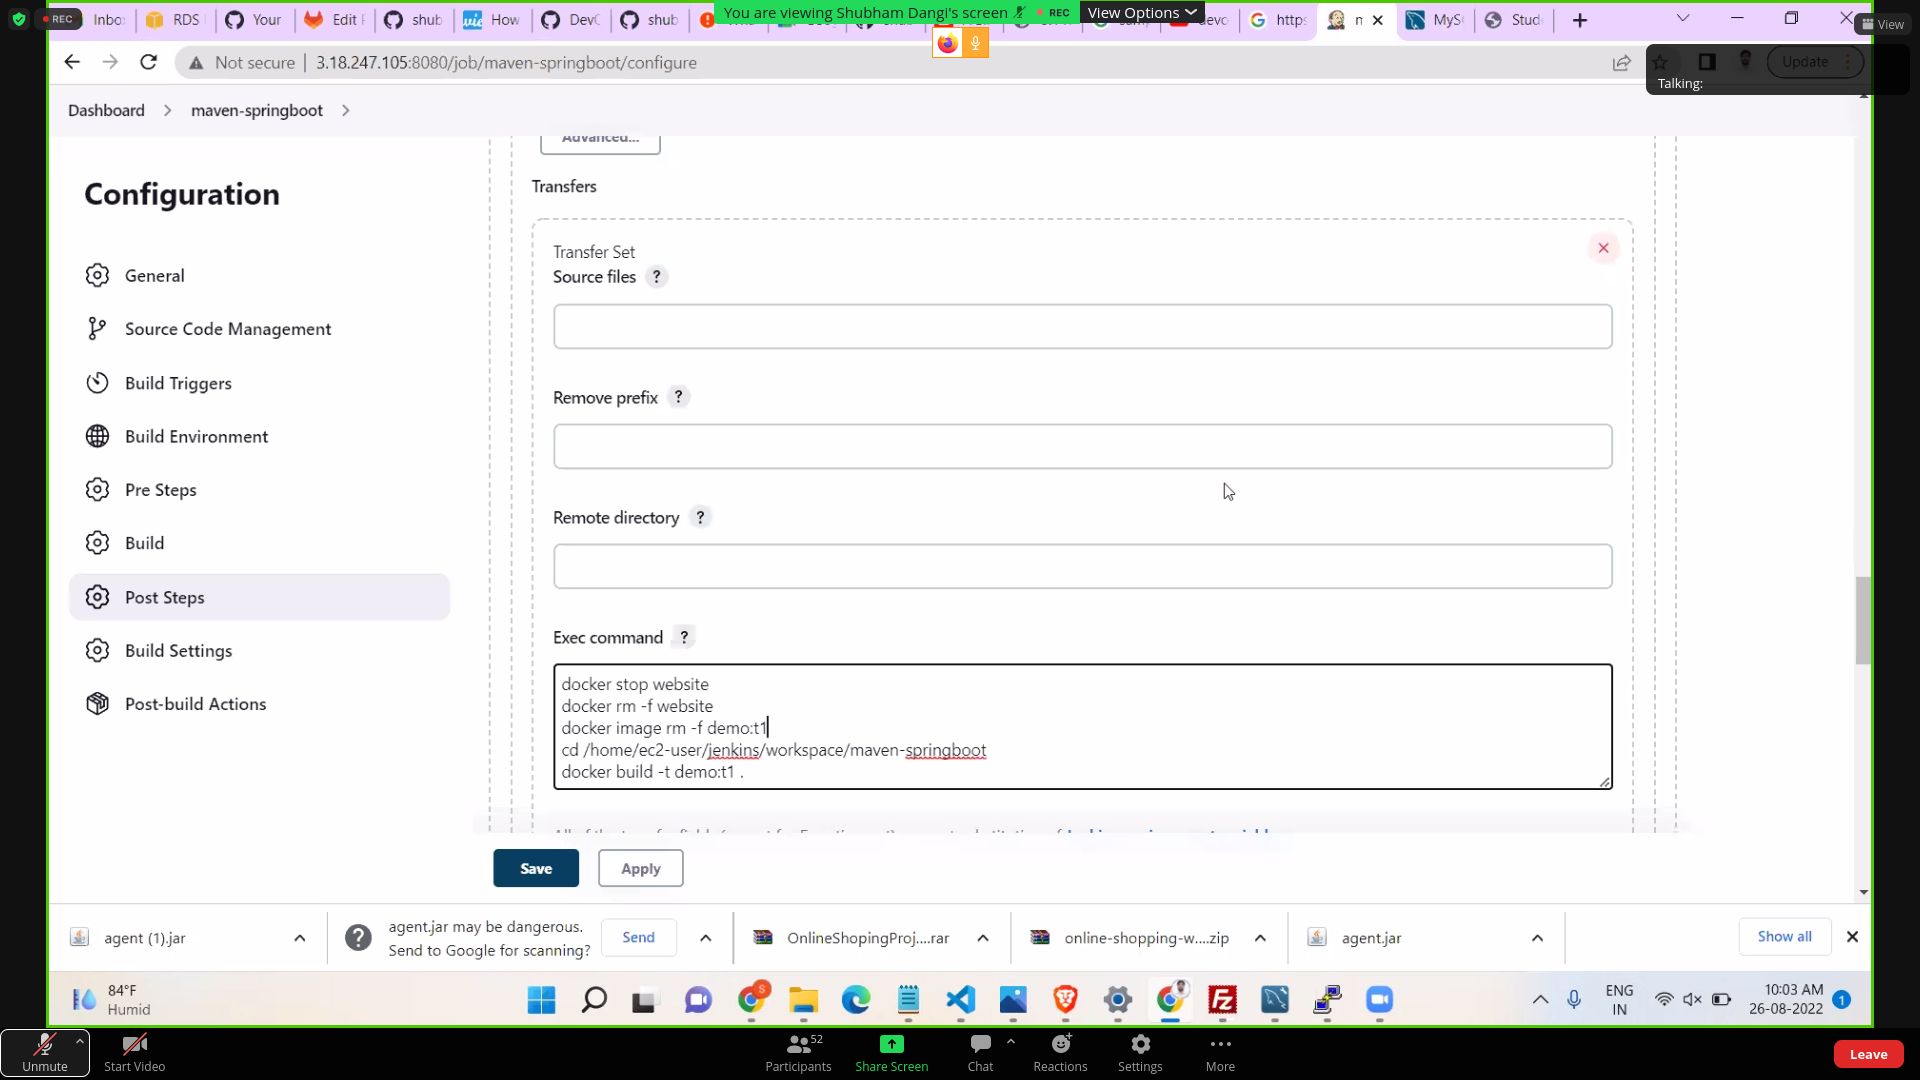 REC
Inbo
RDS
Your
Edit F
shub
How
Dev
shub
You are viewing Shubham Dangi's screen
REC
View Options
https
m
MyS
Stud
View
Not secure
3.18.247.105:8080/job/maven-springboot/configure
Update
Talking:
Dashboard
maven-springboot
Configuration
General
Source Code Management
Build Triggers
Build Environment
Pre Steps
Build
Post Steps
Build Settings
Post-build Actions
Advanced...
Transfers
Transfer Set
Source files ?
Remove prefix ?
Remote directory ?
Exec command ?
docker stop website
docker rm -f website
docker image rm -f demo:t1
cd /home/ec2-user/jenkins/workspace/maven-springboot
docker build -t demo:t1 .
Save
Apply
agent (1).jar
agent.jar may be dangerous.
Send to Google for scanning?
Send
OnlineShopingProj....rar
online-shopping-w....zip
agent.jar
Show all
84°F
Humid
ENG
IN
10:03 AM
26-08-2022
1
Unmute
Start Video
52
Participants
Share Screen
Chat
Reactions
Settings
More
Leave